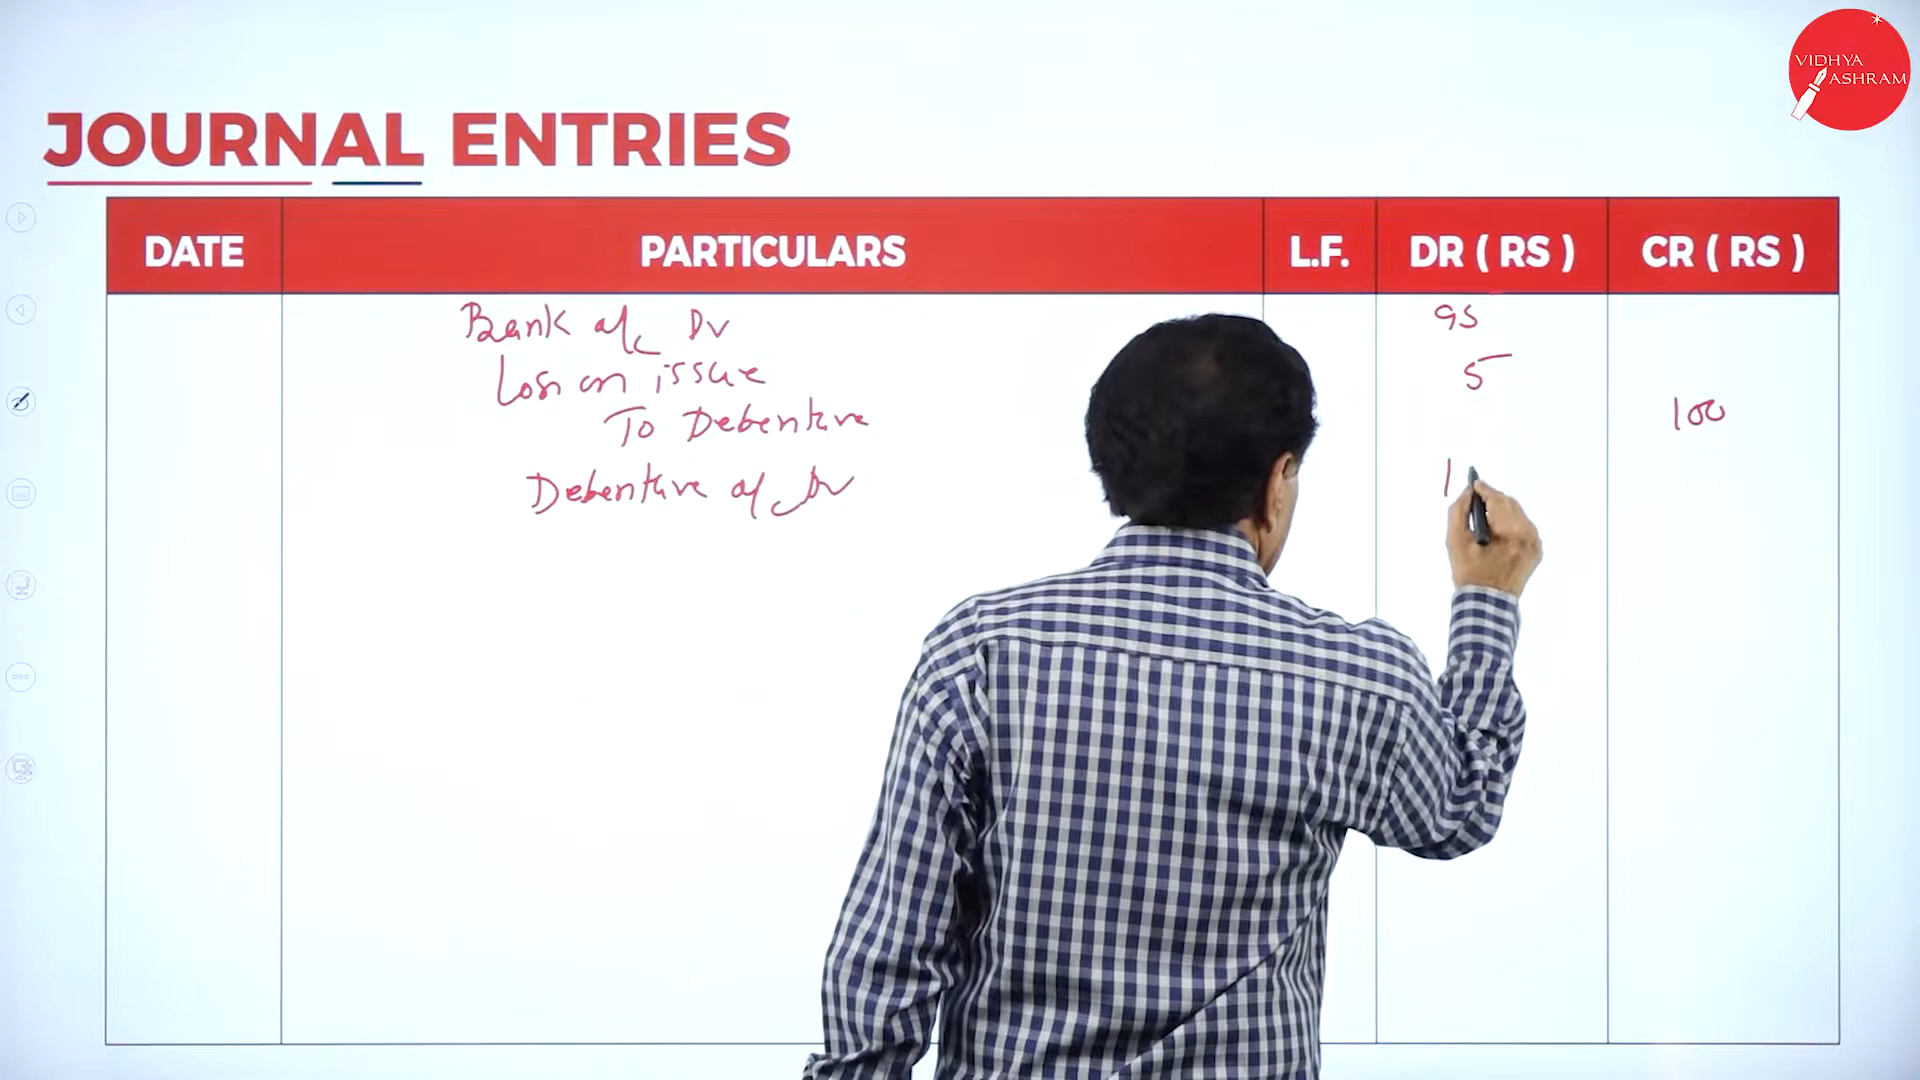 VIDHYA
ASHRAM
JOURNAL ENTRIES
DATE PARTICULARS L.F. DR ( RS ) CR ( RS )
Bank a/c Dr 95
Loss on issue 5
To Debenture 100
Debenture a/c Dr 1